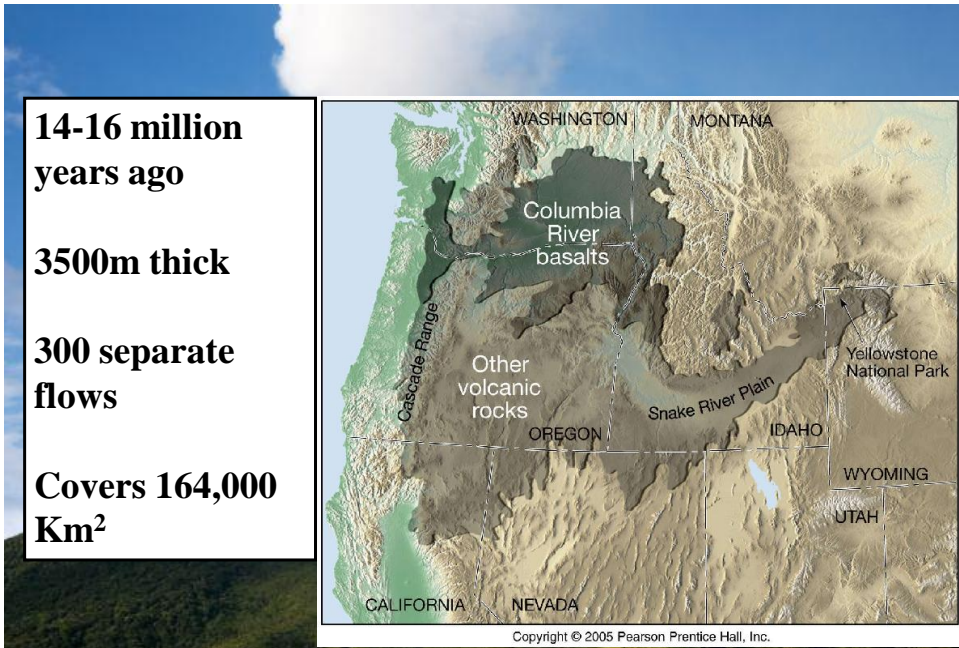 14-16 million
years ago
3500m thick
300 separate
flows
Covers 164,000
Km²
WASHINGTON
MONTANA
Columbia
River
basalts
Cascade Range
Other
volcanic
rocks
Yellowstone
National Park
Snake River Plain
OREGON
IDAHO
WYOMING
UTAH
CALIFORNIA
NEVADA
Copyright © 2005 Pearson Prentice Hall, Inc.